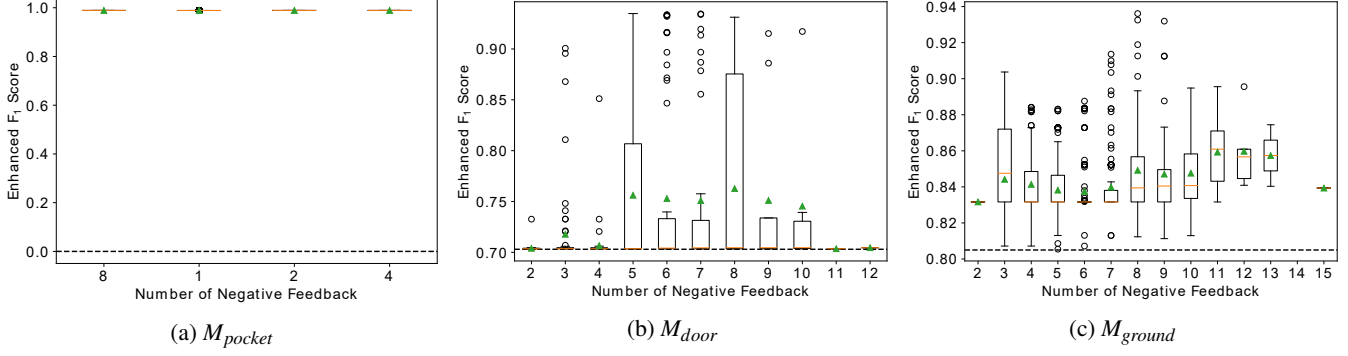 Enhanced F1 Score
1.0
0.8
0.6
0.4
0.2
0.0
8 1 2 4
Number of Negative Feedback
(a) Mpocket
Enhanced F1 Score
0.90
0.85
0.80
0.75
0.70
2 3 4 5 6 7 8 9 10 11 12
Number of Negative Feedback
(b) Mdoor
Enhanced F1 Score
0.94
0.92
0.90
0.88
0.86
0.84
0.82
0.80
2 3 4 5 6 7 8 9 10 11 12 13 14 15
Number of Negative Feedback
(c) Mground